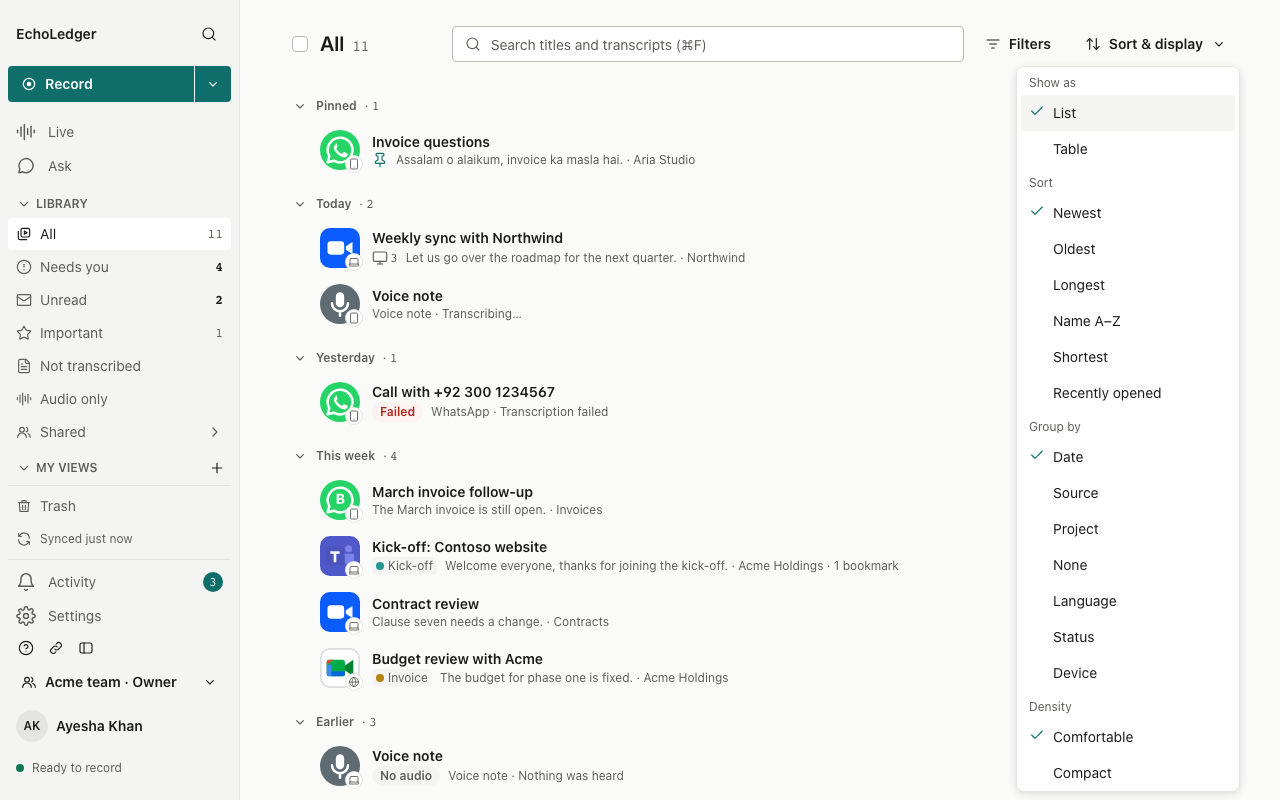 EchoLedger
Record
Live
Ask
LIBRARY
All 11
Needs you 4
Unread 2
Important 1
Not transcribed
Audio only
Shared
MY VIEWS
Trash
Synced just now
Activity 3
Settings
Acme team · Owner
AK Ayesha Khan
Ready to record
All 11
Search titles and transcripts (⌘F)
Filters
Sort & display
Pinned · 1
Invoice questions
Assalam o alaikum, invoice ka masla hai. · Aria Studio
Today · 2
Weekly sync with Northwind
3 Let us go over the roadmap for the next quarter. · Northwind
Voice note
Voice note · Transcribing…
Yesterday · 1
Call with +92 300 1234567
Failed WhatsApp · Transcription failed
This week · 4
B
March invoice follow-up
The March invoice is still open. · Invoices
T
Kick-off: Contoso website
Kick-off Welcome everyone, thanks for joining the kick-off. · Acme Holdings · 1 bookmark
Contract review
Clause seven needs a change. · Contracts
Budget review with Acme
Invoice The budget for phase one is fixed. · Acme Holdings
Earlier · 3
Voice note
No audio Voice note · Nothing was heard
Show as
List
Table
Sort
Newest
Oldest
Longest
Name A–Z
Shortest
Recently opened
Group by
Date
Source
Project
None
Language
Status
Device
Density
Comfortable
Compact